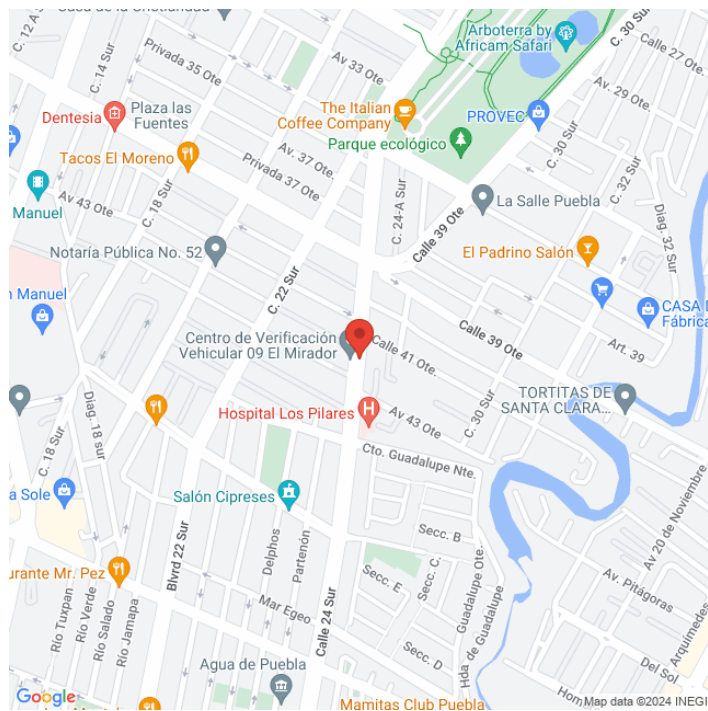 C. 12 A Sur
C. 14 Sur
Privada 35 Ote
Av 33 Ote.
Arboterra by
Africam Safari
C. 30 Sur
Calle 27 Ote.
Av. 29 Ote.
Dentesia
Plaza las
Fuentes
The Italian
Coffee Company
PROVEC
Parque ecológico
Tacos El Moreno
Av. 37 Ote.
Privada 37 Ote
C. 18 Sur
C. 30 Sur
C. 32 Sur
Manuel
Av 43 Ote
C. 24-A Sur
La Salle Puebla
Diag. 32 Sur
Calle 39 Ote
Notaría Pública No. 52
El Padrino Salón
C. 22 Sur
n Manuel
CASA D
Fábrica
Calle 39 Ote
Centro de Verificación
Vehicular 09 El Mirador
Calle 41 Ote.
Art. 39
Diag. 18 sur
Hospital Los Pilares
H
Av 43 Ote
C. 30 Sur
TORTITAS DE
SANTA CLARA...
C. 18 Sur
Cto. Guadalupe Nte.
a Sole
Salón Cipreses
Blvrd 22 Sur
Delphos
Partenón
Secc. B
Av 20 de Noviembre
urante Mr. Pez
Secc. E
Secc. C.
Guadalupe Ote.
Av. Pitágoras
Río Tuxpan
Río Verde
Río Salado
Río Jamapa
Mar Egeo
Calle 24 Sur
Secc. D
Hda
de Guadalupe
Arquímedes
Del Sol
Agua de Puebla
Mamitas Club Puebla
Google
Map data ©2024 INEGI